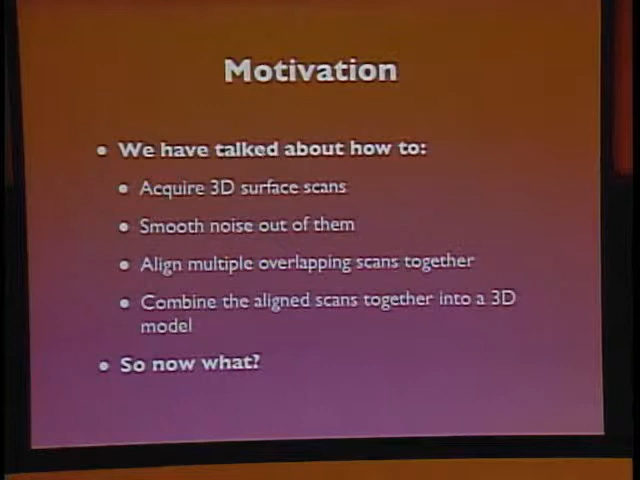 Motivation
• We have talked about how to:
• Acquire 3D surface scans
• Smooth noise out of them
• Align multiple overlapping scans together
• Combine the aligned scans together into a 3D
model
• So now what?